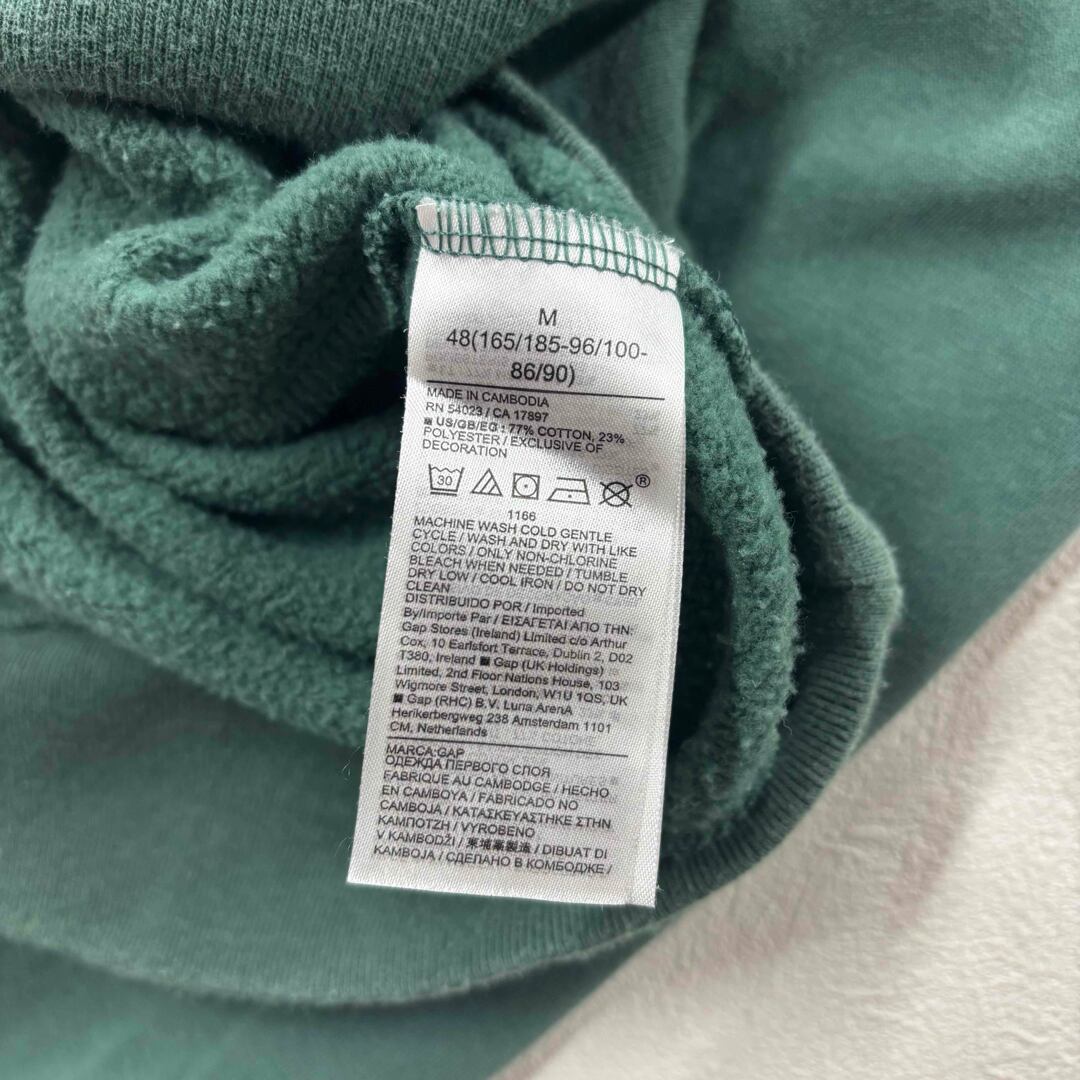 M
48(165/185-96/100-
86/90)
MADE IN CAMBODIA
RN 54023 / CA 17897
US/GB/EG : 77% COTTON, 23%
POLYESTER / EXCLUSIVE OF
DECORATION
30 ®
1166
MACHINE WASH COLD GENTLE
CYCLE / WASH AND DRY WITH LIKE
COLORS / ONLY NON-CHLORINE
BLEACH WHEN NEEDED / TUMBLE
DRY LOW / COOL IRON / DO NOT DRY
CLEAN
DISTRIBUIDO POR / Imported
By/Importe Par / ΕΙΣΑΓΕΤΑΙ ΑΠΟ ΤΗΝ:
Gap Stores (Ireland) Limited c/o Arthur
Cox, 10 Earlsfort Terrace, Dublin 2, D02
T380, Ireland ■ Gap (UK Holdings)
Limited, 2nd Floor Nations House, 103
Wigmore Street, London, W1U 1QS, UK
■ Gap (RHC) B.V. Luna ArenA
Herikerbergweg 238 Amsterdam 1101
CM, Netherlands
MARCA:GAP
ОДЕЖДА ПЕРВОГО СЛОЯ
FABRIQUE AU CAMBODGE / HECHO
EN CAMBOYA / FABRICADO NO
CAMBOJA / ΚΑΤΑΣΚΕΥΑΣΤΗΚΕ ΣΤΗΝ
ΚΑΜΠΟΤΖΗ / VYROBENO
V KAMBODŽI / 柬埔寨製造 / DIBUAT DI
KAMBOJA / СДЕЛАНО В КОМБОДЖЕ /